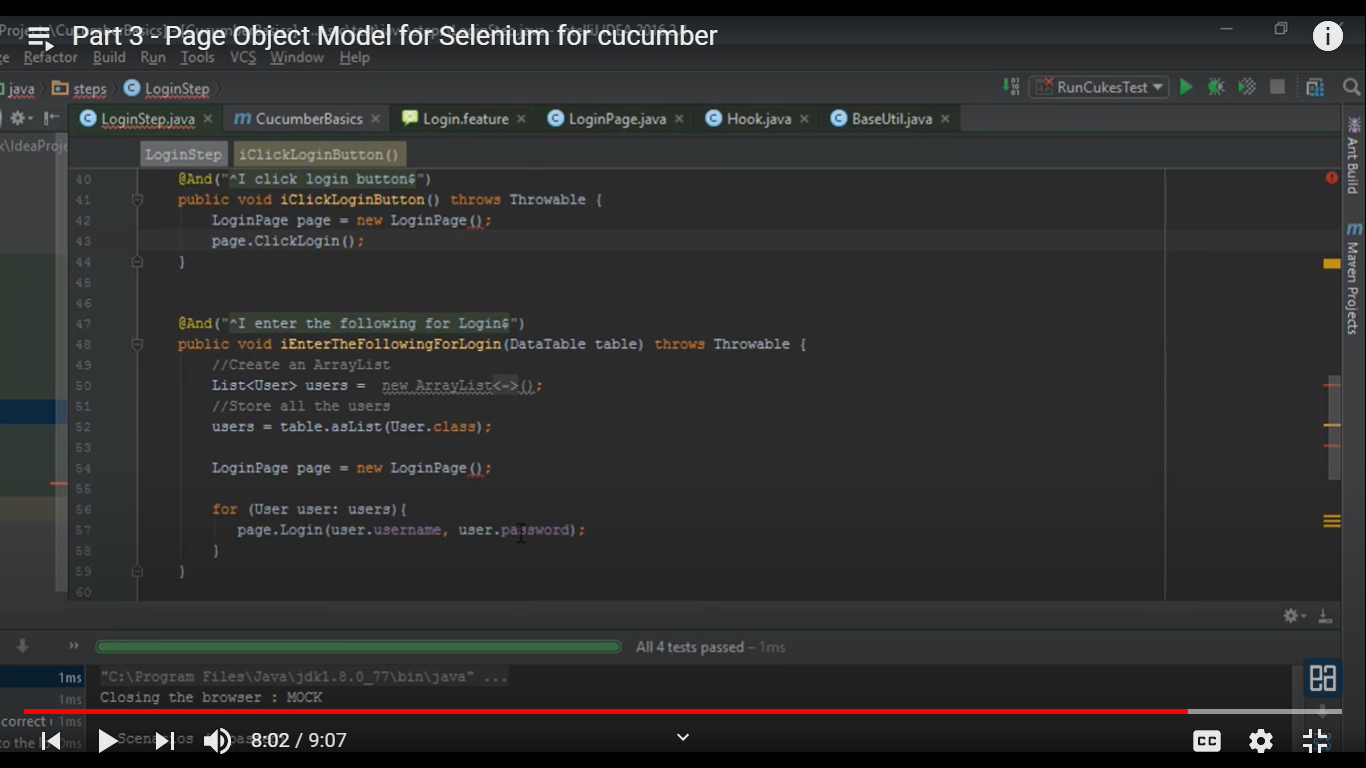 Part 3 - Page Object Model for Selenium for cucumber
Refactor Build Run Tools VCS Window Help
java steps LoginStep RunCukesTest
LoginStep.java CucumberBasics Login.feature LoginPage.java Hook.java BaseUtil.java
k\IdeaProje
LoginStep iClickLoginButton()
Ant Build
Maven Projects
40 @And("^I click login button$")
41 public void iClickLoginButton() throws Throwable {
42 LoginPage page = new LoginPage();
43 page.ClickLogin();
44 }
45
46
47 @And("^I enter the following for Login$")
48 public void iEnterTheFollowingForLogin(DataTable table) throws Throwable {
49 //Create an ArrayList
50 List<User> users =  new ArrayList<~>();
51 //Store all the users
52 users = table.asList(User.class);
53
54 LoginPage page = new LoginPage();
55
56 for (User user: users){
57 page.Login(user.username, user.password);
58 }
59 }
60
All 4 tests passed – 1ms
1ms "C:\Program Files\Java\jdk1.8.0_77\bin\java" ...
1ms Closing the browser : MOCK
correct 1ms
to the
8:02 / 9:07
CC